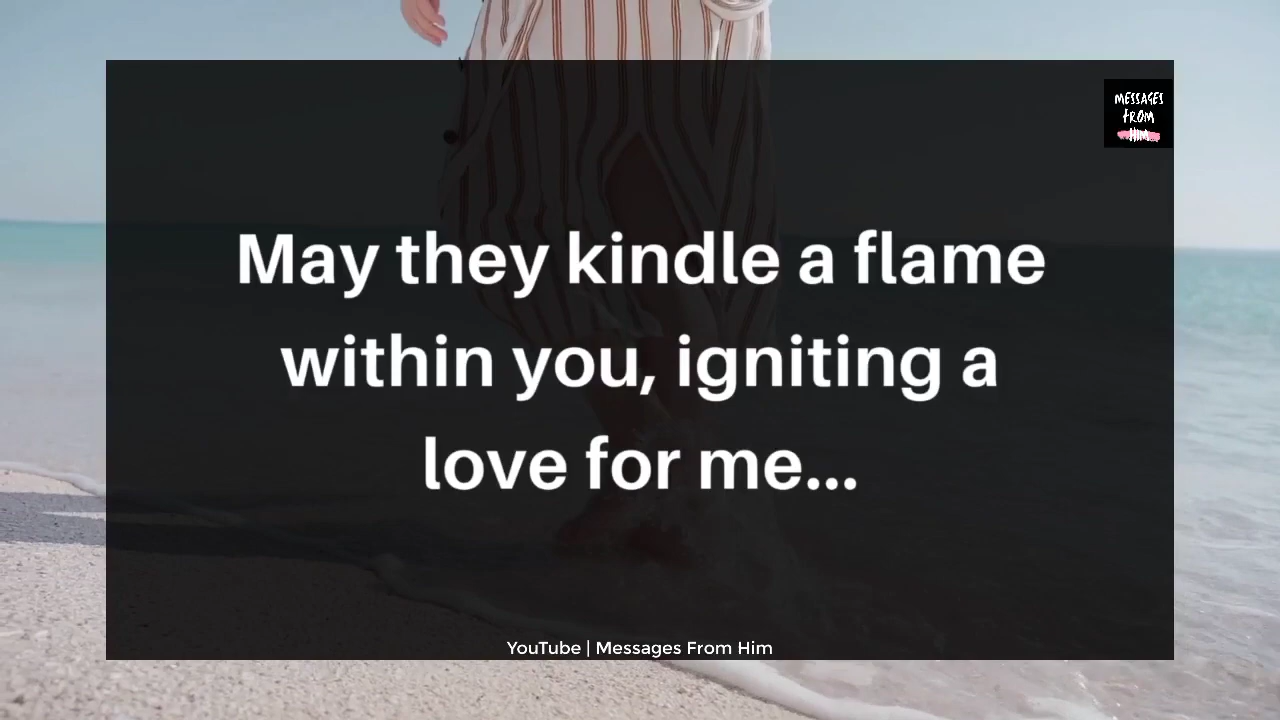 MESSAGES
FROM
HIM
May they kindle a flame
within you, igniting a
love for me...
YouTube | Messages From Him